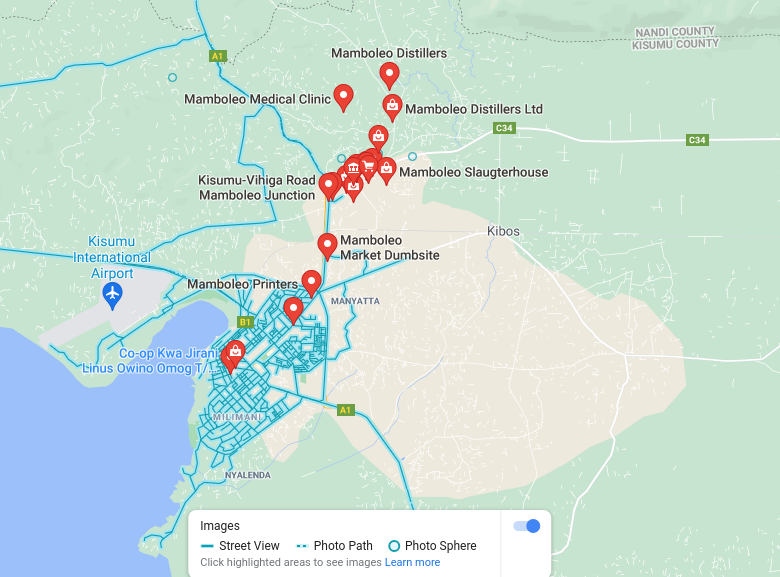 NANDI COUNTY
KISUMU COUNTY
Mamboleo Distillers
A1
Mamboleo Medical Clinic
Mamboleo Distillers Ltd
C34
C34
Mamboleo Slaugterhouse
Kisumu-Vihiga Road
Mamboleo Junction
Kibos
Mamboleo
Market Dumbsite
Kisumu
International
Airport
Mamboleo Printers
MANYATTA
B1
Co-op Kwa Jirani
Linus Owino Omog T/...
A1
MILIMANI
NYALENDA
Images
Street View
Photo Path
Photo Sphere
Click highlighted areas to see images Learn more